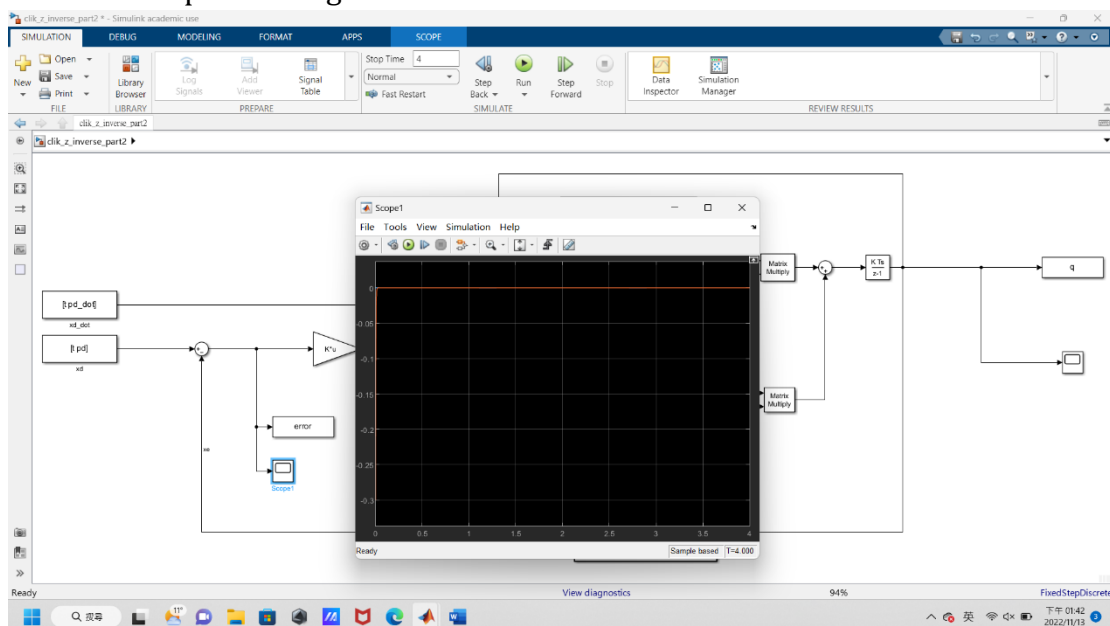 clik_z_inverse_part2 * - Simulink academic use
SIMULATION DEBUG MODELING FORMAT APPS SCOPE
New
Open
Save
Print
FILE
Library Browser
LIBRARY
Log Signals
Add Viewer
Signal Table
PREPARE
Stop Time 4
Normal
Fast Restart
Step Back
Run
Step Forward
Stop
SIMULATE
Data Inspector
Simulation Manager
REVIEW RESULTS
clik_z_inverse_part2
clik_z_inverse_part2
Scope1
File Tools View Simulation Help
0
-0.05
-0.1
-0.15
-0.2
-0.25
-0.3
0 0.5 1 1.5 2 2.5 3 3.5 4
Ready
Sample based T=4.000
[t pd_dot]
xd_dot
[t pd]
xd
K*u
error
Scope1
xe
Matrix Multiply
K Ts
z-1
q
Matrix Multiply
Ready
View diagnostics
94%
FixedStepDiscrete
11°
搜尋
英
下午 01:42
2022/11/13
3